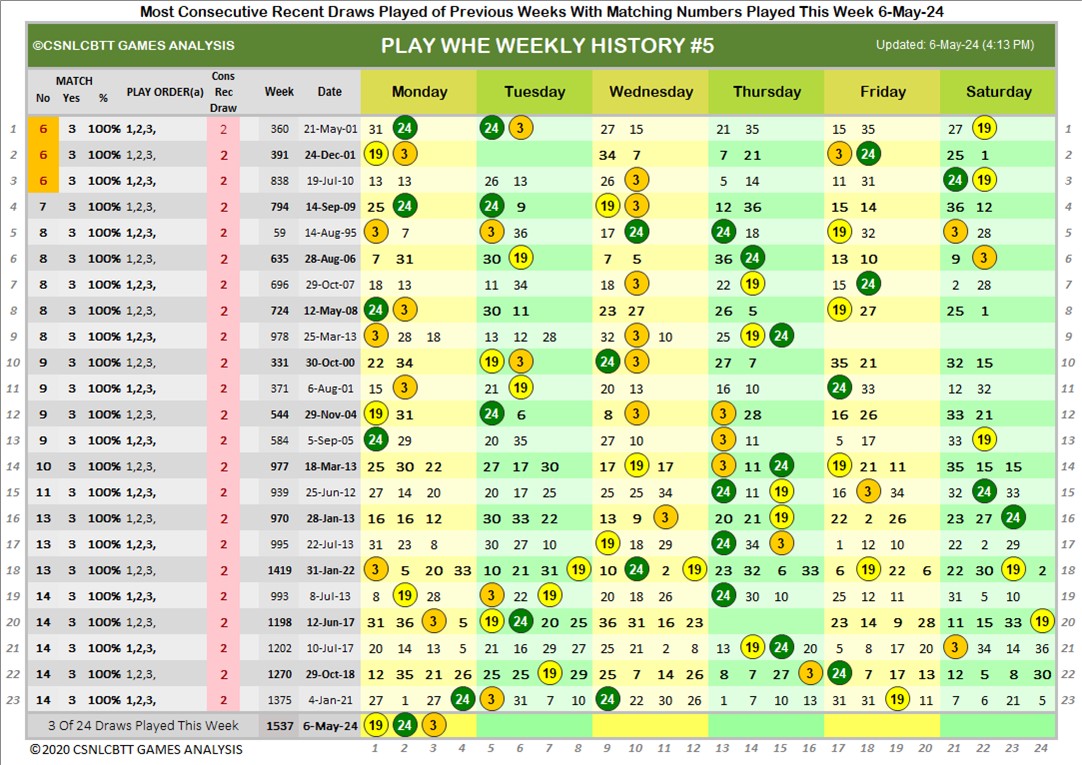 Most Consecutive Recent Draws Played of Previous Weeks With Matching Numbers Played This Week 6-May-24
©CSNLCBTT GAMES ANALYSIS PLAY WHE WEEKLY HISTORY #5 Updated: 6-May-24 (4:13 PM)
MATCH Cons
No Yes % PLAY ORDER(a) Rec Week Date Monday Tuesday Wednesday Thursday Friday Saturday
Draw
1 6 3 100% 1,2,3, 2 360 21-May-01 31 24 24 3 27 15 21 35 15 35 27 19 1
2 6 3 100% 1,2,3, 2 391 24-Dec-01 19 3 34 7 7 21 3 24 25 1 2
3 6 3 100% 1,2,3, 2 838 19-Jul-10 13 13 26 13 26 3 5 14 11 31 24 19 3
4 7 3 100% 1,2,3, 2 794 14-Sep-09 25 24 24 9 19 3 12 36 15 14 36 12 4
5 8 3 100% 1,2,3, 2 59 14-Aug-95 3 7 3 36 17 24 24 18 19 32 3 28 5
6 8 3 100% 1,2,3, 2 635 28-Aug-06 7 31 30 19 7 5 36 24 13 10 9 3 6
7 8 3 100% 1,2,3, 2 696 29-Oct-07 18 13 11 34 18 3 22 19 15 24 2 28 7
8 8 3 100% 1,2,3, 2 724 12-May-08 24 3 30 11 23 27 26 5 19 27 25 1 8
9 8 3 100% 1,2,3, 2 978 25-Mar-13 3 28 18 13 12 28 32 3 10 25 19 24 9
10 9 3 100% 1,2,3, 2 331 30-Oct-00 22 34 19 3 24 3 27 7 35 21 32 15 10
11 9 3 100% 1,2,3, 2 371 6-Aug-01 15 3 21 19 20 13 16 10 24 33 12 32 11
12 9 3 100% 1,2,3, 2 544 29-Nov-04 19 31 24 6 8 3 3 28 16 26 33 21 12
13 9 3 100% 1,2,3, 2 584 5-Sep-05 24 29 20 35 27 10 3 11 5 17 33 19 13
14 10 3 100% 1,2,3, 2 977 18-Mar-13 25 30 22 27 17 30 17 19 17 3 11 24 19 21 11 35 15 15 14
15 11 3 100% 1,2,3, 2 939 25-Jun-12 27 14 20 20 17 25 25 25 34 24 11 19 16 3 34 32 24 33 15
16 13 3 100% 1,2,3, 2 970 28-Jan-13 16 16 12 30 33 22 13 9 3 20 21 19 22 2 26 23 27 24 16
17 13 3 100% 1,2,3, 2 995 22-Jul-13 31 23 8 30 27 10 19 18 29 24 34 3 1 12 10 22 2 29 17
18 13 3 100% 1,2,3, 2 1419 31-Jan-22 3 5 20 33 10 21 31 19 10 24 2 19 23 32 6 33 6 19 22 6 22 30 19 2 18
19 14 3 100% 1,2,3, 2 993 8-Jul-13 8 19 28 3 22 19 20 18 26 24 30 10 25 12 11 31 5 10 19
20 14 3 100% 1,2,3, 2 1198 12-Jun-17 31 36 3 5 19 24 20 25 36 31 16 23 23 14 9 28 11 15 33 19 20
21 14 3 100% 1,2,3, 2 1202 10-Jul-17 20 14 13 5 21 16 29 27 25 21 2 8 13 19 24 20 5 8 17 20 3 34 14 36 21
22 14 3 100% 1,2,3, 2 1270 29-Oct-18 12 35 21 26 25 25 19 29 25 7 14 26 8 7 27 3 24 7 17 13 12 5 8 30 22
23 14 3 100% 1,2,3, 2 1375 4-Jan-21 27 1 27 24 3 31 7 10 24 22 30 26 1 7 10 13 31 31 19 11 7 6 21 5 23
3 Of 24 Draws Played This Week 1537 6-May-24 19 24 3
© 2020 CSNLCBTT GAMES ANALYSIS 1 2 3 4 5 6 7 8 9 10 11 12 13 14 15 16 17 18 19 20 21 22 23 24